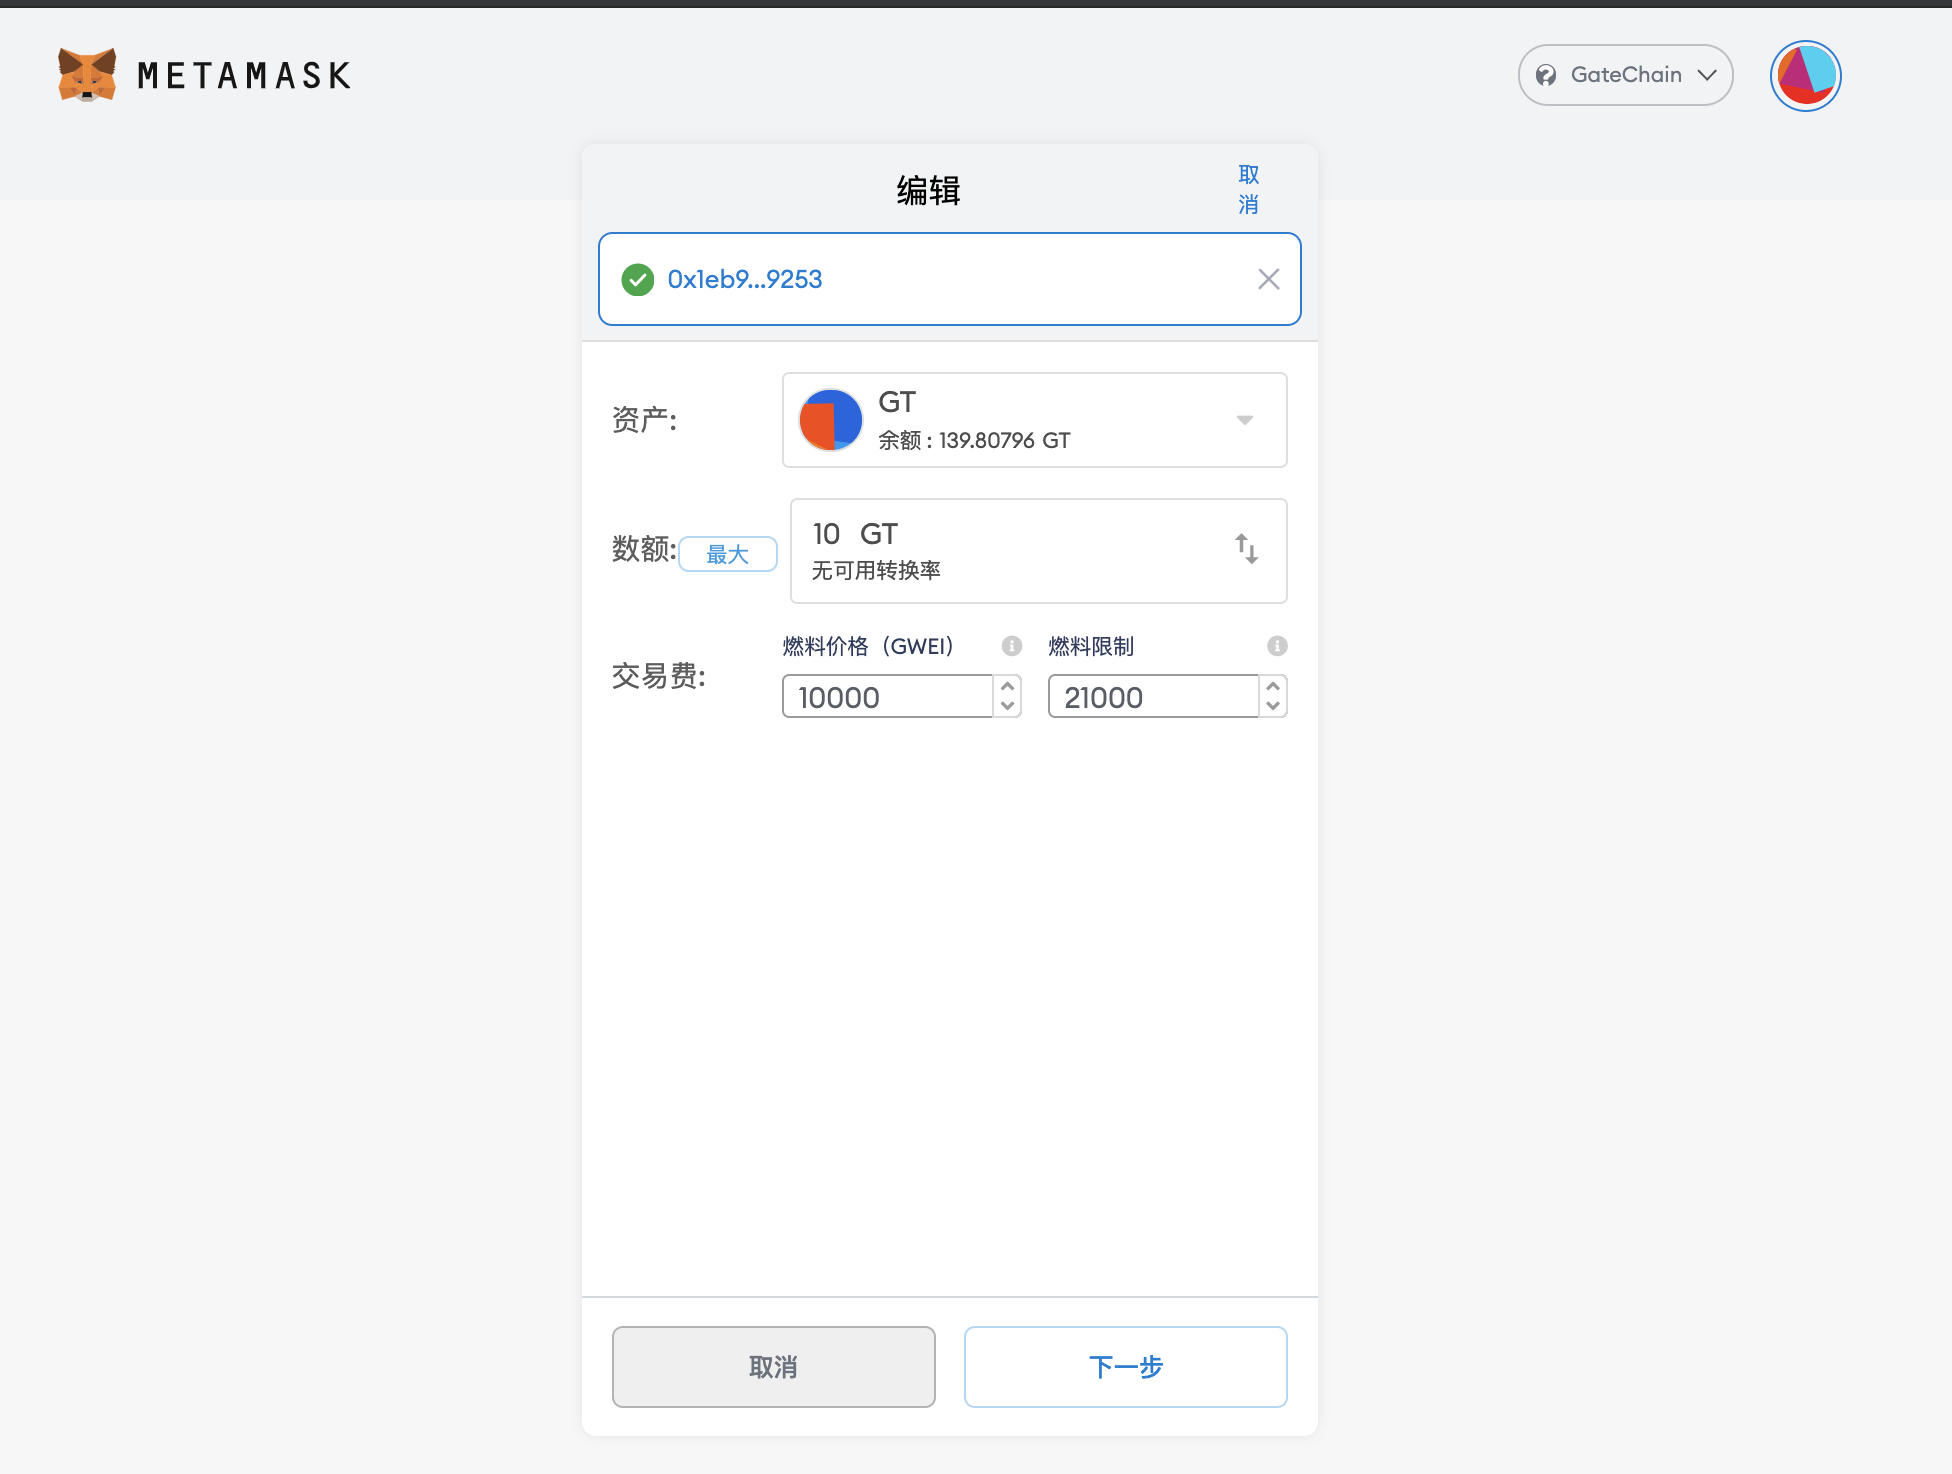 METAMASK
GateChain
编辑
取
消
0x1eb9...9253
资产:
GT
余额 : 139.80796 GT
数额:
最大
10 GT
无可用转换率
交易费:
燃料价格（GWEI）
燃料限制
10000
21000
取消
下一步